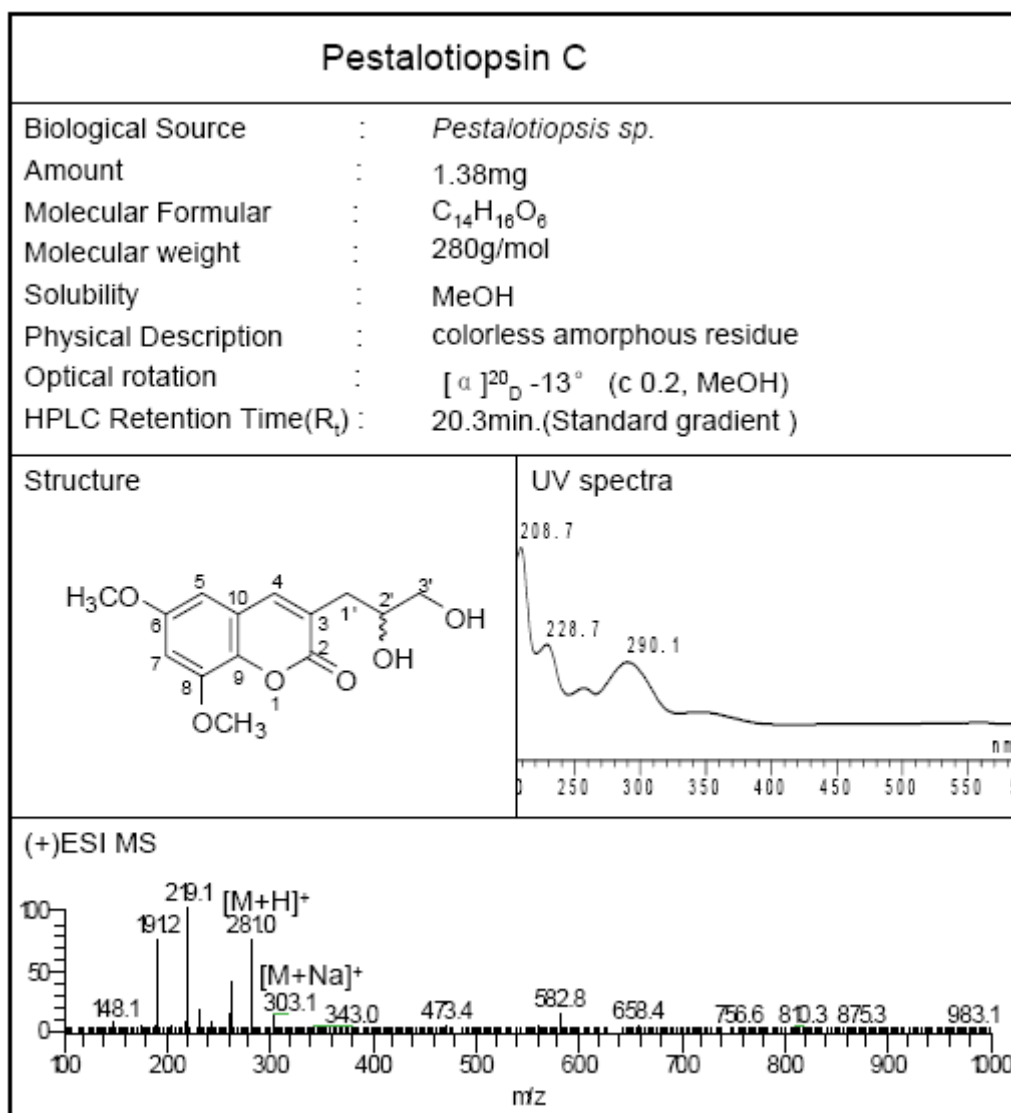 Pestalotiopsin C
Biological Source : Pestalotiopsis sp.
Amount : 1.38mg
Molecular Formular : C₁₄H₁₆O₆
Molecular weight : 280g/mol
Solubility : MeOH
Physical Description : colorless amorphous residue
Optical rotation : [α]²⁰D -13° (c 0.2, MeOH)
HPLC Retention Time(Rt) : 20.3min.(Standard gradient )
Structure
H₃CO 5 10 4 3' 1' 2' OH
6 3 OH
7 8 9 O 1 2 O
OCH₃
UV spectra
208.7
228.7
290.1
nm
250 300 350 400 450 500 550
(+)ESI MS
219.1 [M+H]⁺
100
191.2 281.0
[M+Na]⁺
50
148.1 303.1 343.0 473.4 582.8 658.4 756.6 810.3 875.3 983.1
0
100 200 300 400 500 600 700 800 900 1000
m/z